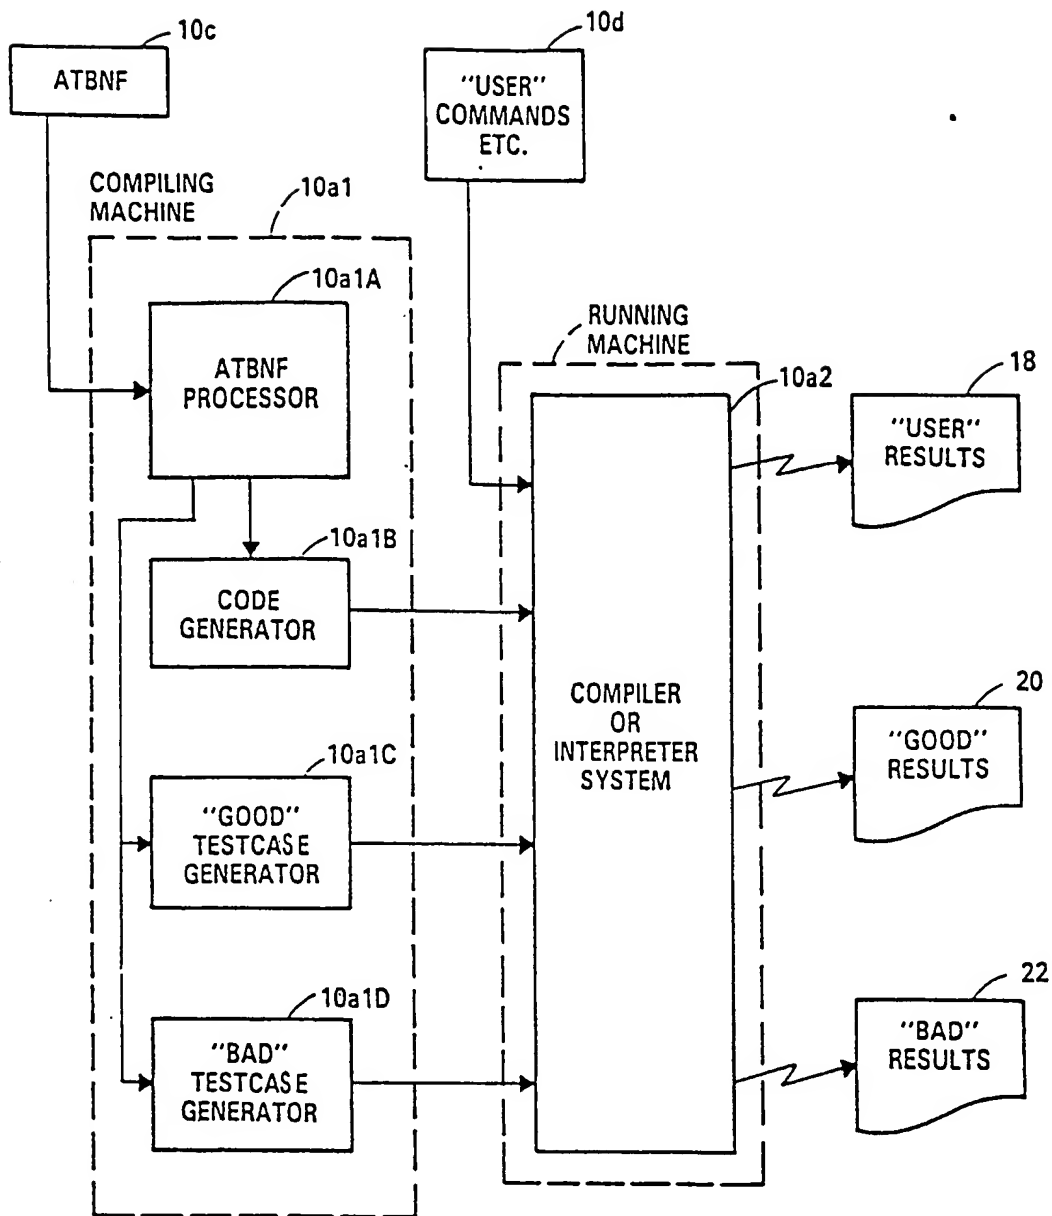 10c
ATBNF
10d
"USER"
COMMANDS
ETC.
COMPILING
MACHINE
10a1
10a1A
ATBNF
PROCESSOR
RUNNING
MACHINE
10a2
18
"USER"
RESULTS
10a1B
CODE
GENERATOR
COMPILER
OR
INTERPRETER
SYSTEM
20
"GOOD"
RESULTS
10a1C
"GOOD"
TESTCASE
GENERATOR
10a1D
"BAD"
TESTCASE
GENERATOR
22
"BAD"
RESULTS